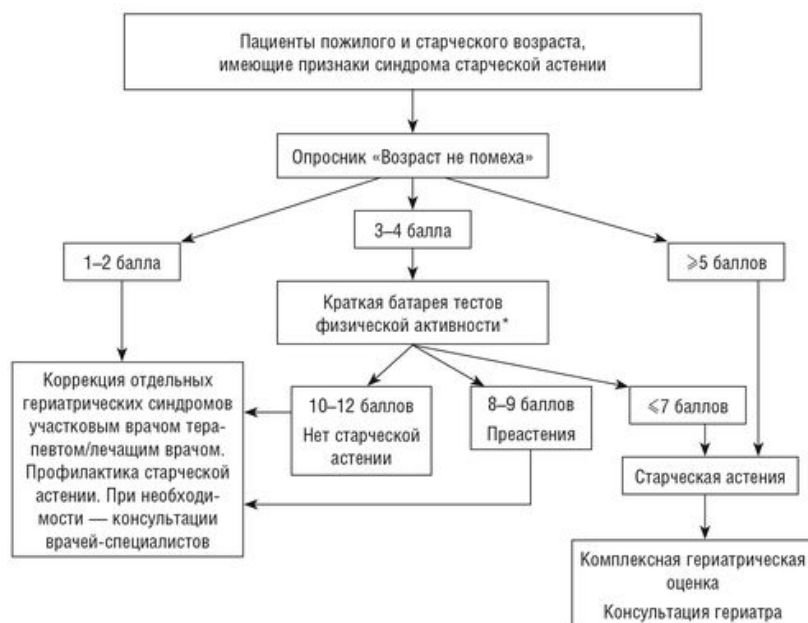 Пациенты пожилого и старческого возраста,
имеющие признаки синдрома старческой астении
Опросник «Возраст не помеха»
1–2 балла
3–4 балла
⩾5 баллов
Краткая батарея тестов
физической активности*
Коррекция отдельных
гериатрических синдромов
участковым врачом тера-
певтом/лечащим врачом.
Профилактика старческой
астении. При необходи-
мости — консультации
врачей-специалистов
10–12 баллов
Нет старческой
астении
8–9 баллов
Преастения
⩽7 баллов
Старческая астения
Комплексная гериатрическая
оценка
Консультация гериатра